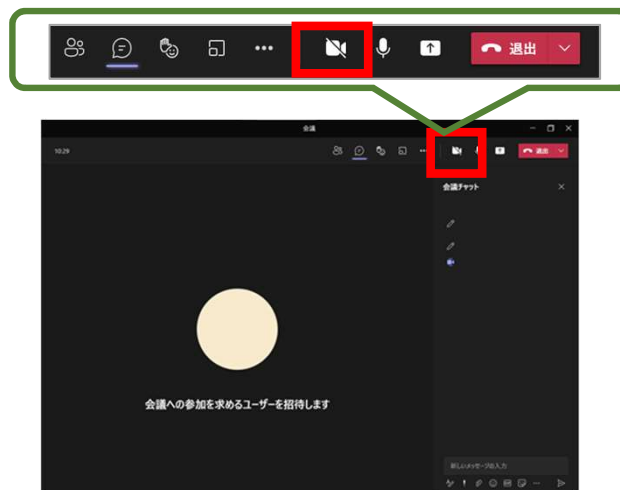 退出
会議
10:29
退出
会議チャット
会議への参加を求めるユーザーを招待します
新しいメッセージの入力